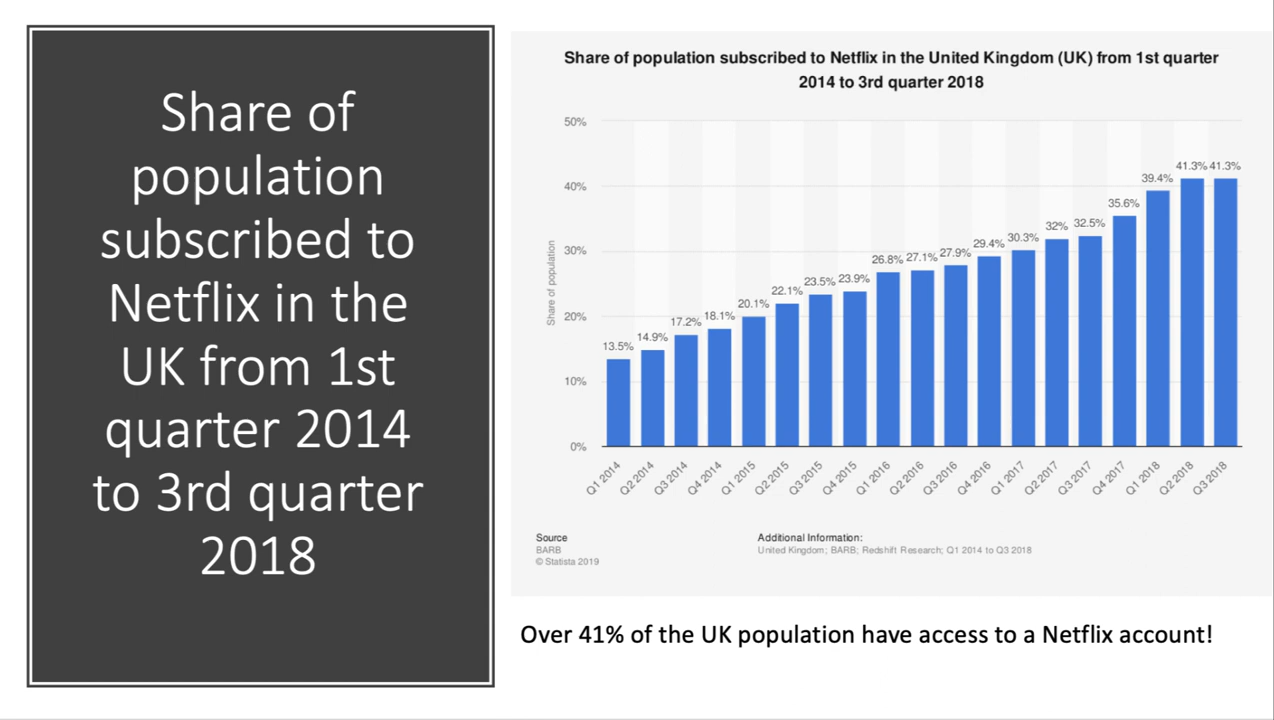 Share of
population
subscribed to
Netflix in the
UK from 1st
quarter 2014
to 3rd quarter
2018
Share of population subscribed to Netflix in the United Kingdom (UK) from 1st quarter
2014 to 3rd quarter 2018
Share of population
50%
40%
30%
20%
10%
0%
13.5%
14.9%
17.2%
18.1%
20.1%
22.1%
23.5%
23.9%
26.8%
27.1%
27.9%
29.4%
30.3%
32%
32.5%
35.6%
39.4%
41.3%
41.3%
Q1 2014
Q2 2014
Q3 2014
Q4 2014
Q1 2015
Q2 2015
Q3 2015
Q4 2015
Q1 2016
Q2 2016
Q3 2016
Q4 2016
Q1 2017
Q2 2017
Q3 2017
Q4 2017
Q1 2018
Q2 2018
Q3 2018
Source
BARB
© Statista 2019
Additional Information:
United Kingdom; BARB; Redshift Research; Q1 2014 to Q3 2018
Over 41% of the UK population have access to a Netflix account!